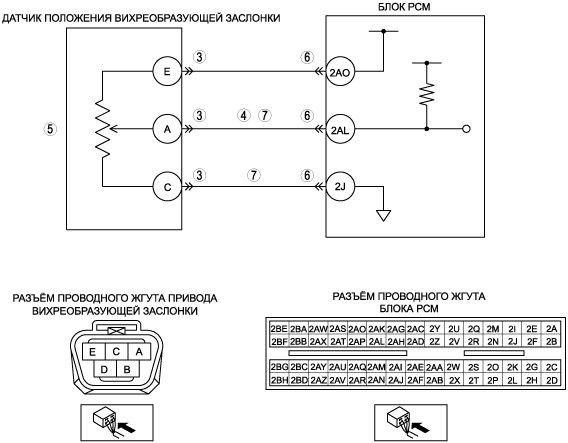 ДАТЧИК ПОЛОЖЕНИЯ ВИХРЕОБРАЗУЮЩЕЙ ЗАСЛОНКИ
БЛОК PCM
E 3 6 2AO
5 A 3 4 7 6 2AL
C 3 7 6 2J
РАЗЪЁМ ПРОВОДНОГО ЖГУТА ПРИВОДА
ВИХРЕОБРАЗУЮЩЕЙ ЗАСЛОНКИ
E C A
D B
РАЗЪЁМ ПРОВОДНОГО ЖГУТА
БЛОКА PCM
2BE 2BA 2AW 2AS 2AO 2AK 2AG 2AC 2Y 2U 2Q 2M 2I 2E 2A
2BF 2BB 2AX 2AT 2AP 2AL 2AH 2AD 2Z 2V 2R 2N 2J 2F 2B
2BG 2BC 2AY 2AU 2AQ 2AM 2AI 2AE 2AA 2W 2S 2O 2K 2G 2C
2BH 2BD 2AZ 2AV 2AR 2AN 2AJ 2AF 2AB 2X 2T 2P 2L 2H 2D